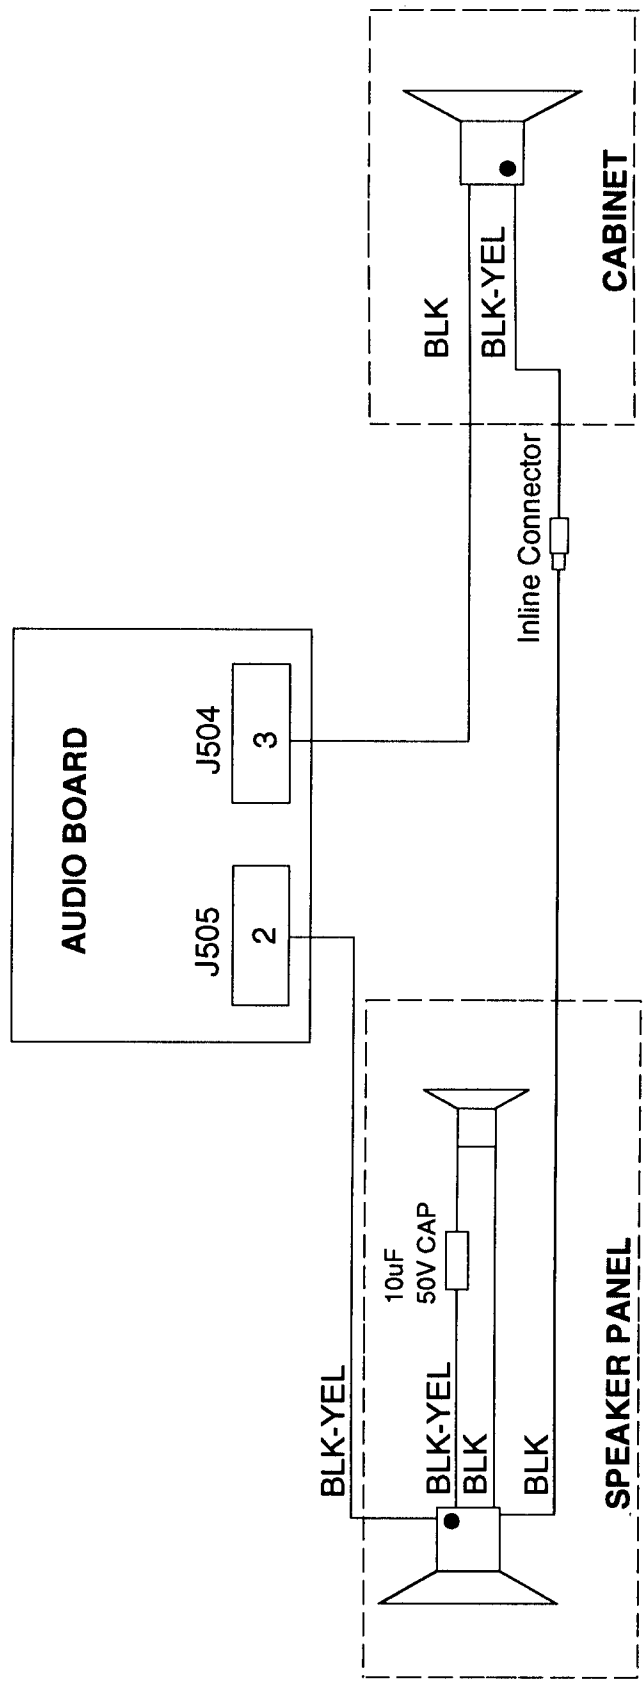 AUDIO BOARD
J505
J504
2
3
BLK-YEL
10uF
50V CAP
BLK-YEL
BLK
BLK
SPEAKER PANEL
Inline Connector
BLK
BLK-YEL
CABINET